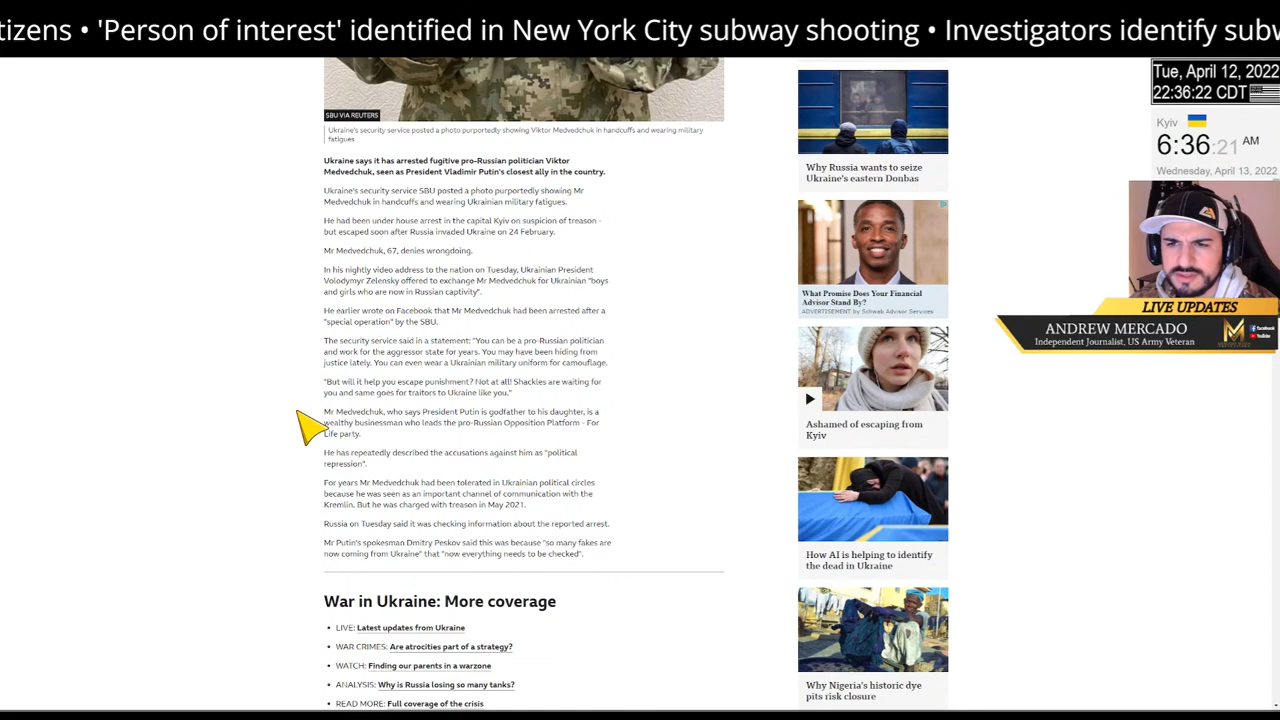 tizens • 'Person of interest' identified in New York City subway shooting • Investigators identify subw
Tue, April 12, 2022
22:36:22 CDT
Kyiv
6:36:21 AM
Wednesday, April 13, 2022
LIVE UPDATES
ANDREW MERCADO
Independent Journalist, US Army Veteran
SBU VIA REUTERS
Ukraine's security service posted a photo purportedly showing Viktor Medvedchuk in handcuffs and wearing military
fatigues
Ukraine says it has arrested fugitive pro-Russian politician Viktor
Medvedchuk, seen as President Vladimir Putin's closest ally in the country.
Ukraine's security service SBU posted a photo purportedly showing Mr
Medvedchuk in handcuffs and wearing Ukrainian military fatigues.
He had been under house arrest in the capital Kyiv on suspicion of treason -
but escaped soon after Russia invaded Ukraine on 24 February.
Mr Medvedchuk, 67, denies wrongdoing.
In his nightly video address to the nation on Tuesday, Ukrainian President
Volodymyr Zelensky offered to exchange Mr Medvedchuk for Ukrainian "boys
and girls who are now in Russian captivity".
He earlier wrote on Facebook that Mr Medvedchuk had been arrested after a
"special operation" by the SBU.
The security service said in a statement: "You can be a pro-Russian politician
and work for the aggressor state for years. You may have been hiding from
justice lately. You can even wear a Ukrainian military uniform for camouflage.
"But will it help you escape punishment? Not at all! Shackles are waiting for
you and same goes for traitors to Ukraine like you."
Mr Medvedchuk, who says President Putin is godfather to his daughter, is a
wealthy businessman who leads the pro-Russian Opposition Platform - For
Life party.
He has repeatedly described the accusations against him as "political
repression".
For years Mr Medvedchuk had been tolerated in Ukrainian political circles
because he was seen as an important channel of communication with the
Kremlin. But he was charged with treason in May 2021.
Russia on Tuesday said it was checking information about the reported arrest.
Mr Putin's spokesman Dmitry Peskov said this was because "so many fakes are
now coming from Ukraine" that "now everything needs to be checked".
War in Ukraine: More coverage
• LIVE: Latest updates from Ukraine
• WAR CRIMES: Are atrocities part of a strategy?
• WATCH: Finding our parents in a warzone
• ANALYSIS: Why is Russia losing so many tanks?
• READ MORE: Full coverage of the crisis
Why Russia wants to seize
Ukraine's eastern Donbas
What Promise Does Your Financial
Advisor Stand By?
ADVERTISEMENT by Schwab Advisor Services
Ashamed of escaping from
Kyiv
How AI is helping to identify
the dead in Ukraine
Why Nigeria's historic dye
pits risk closure